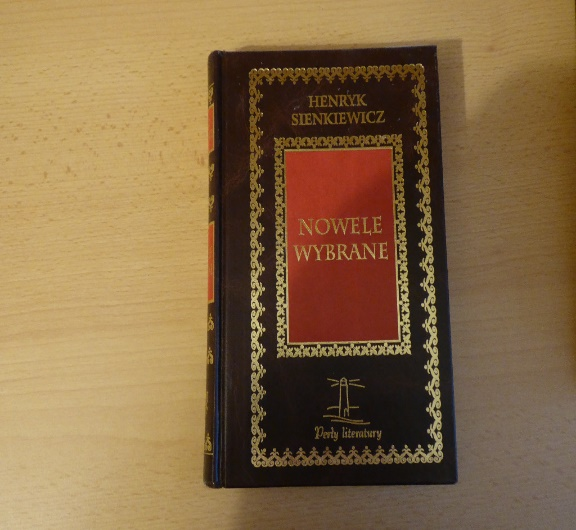 HENRYK
SIENKIEWICZ
NOWELE
WYBRANE
Perły literatury